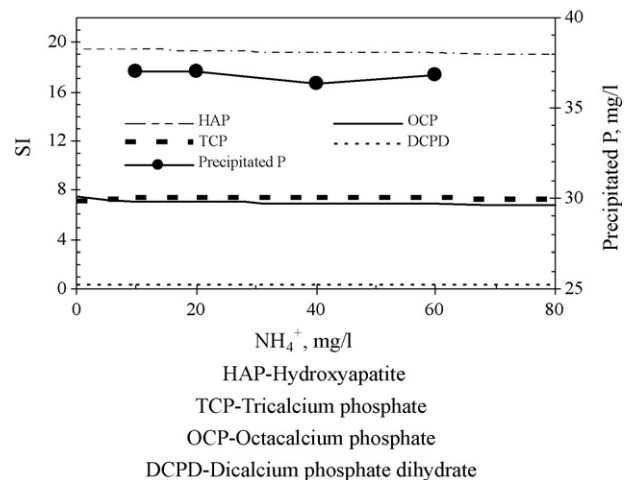 20
16
12
8
4
0
SI
40
35
30
25
Precipitated P, mg/l
HAP
OCP
TCP
DCPD
Precipitated P
0
20
40
60
80
NH₄⁺, mg/l
HAP-Hydroxyapatite
TCP-Tricalcium phosphate
OCP-Octacalcium phosphate
DCPD-Dicalcium phosphate dihydrate